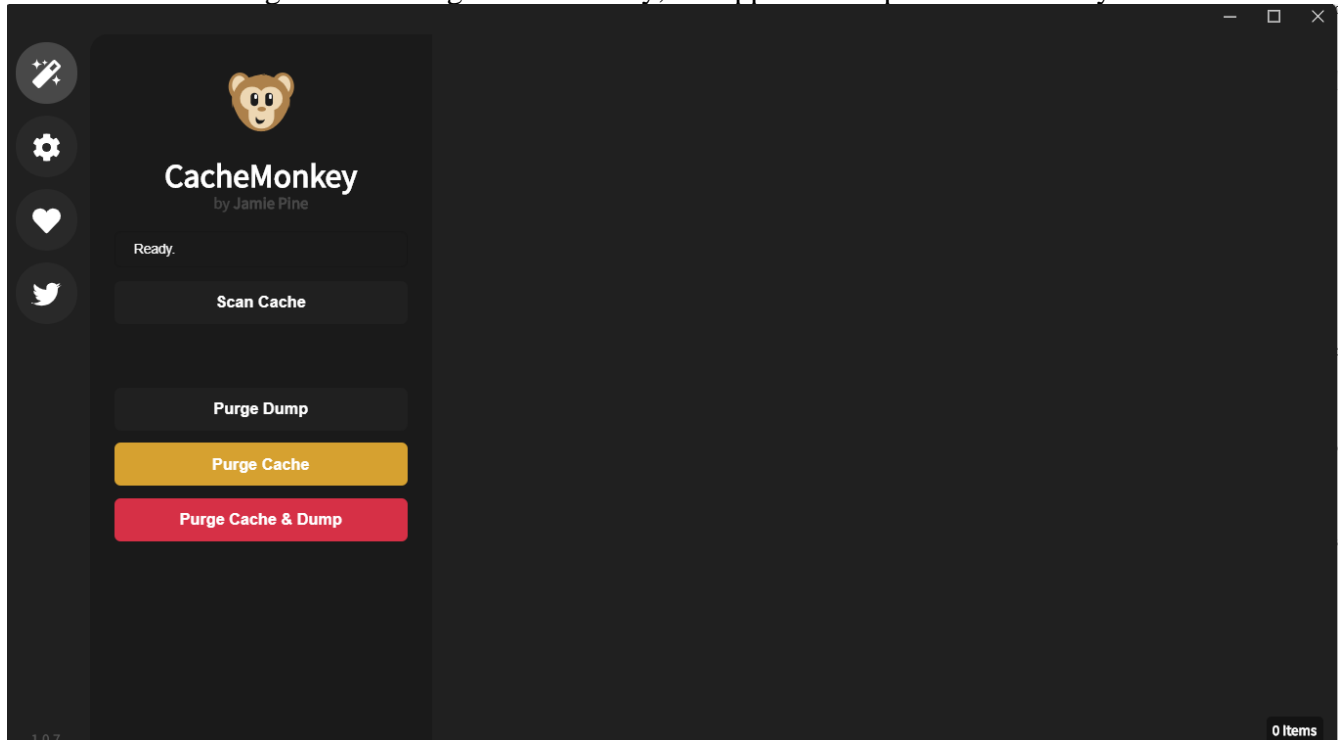 CacheMonkey
by Jamie Pine
Ready.
Scan Cache
Purge Dump
Purge Cache
Purge Cache & Dump
0 Items